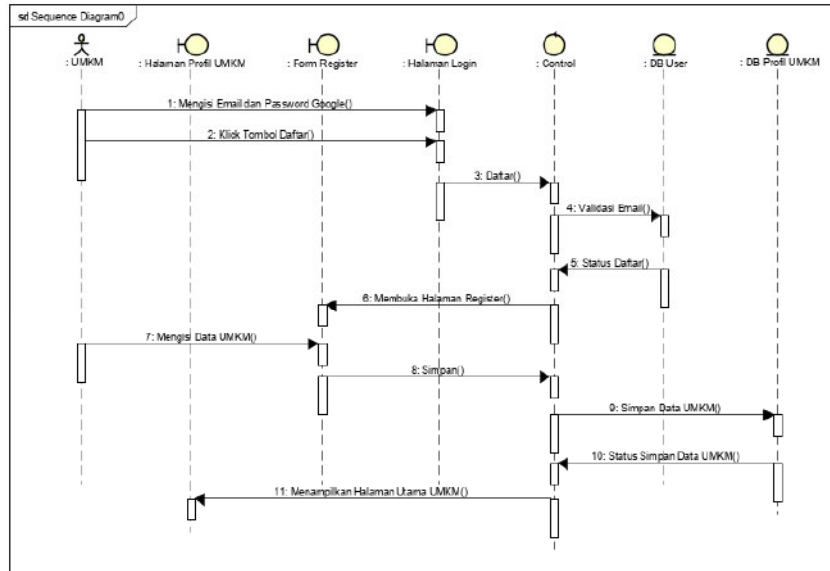 sd Sequence Diagram0
: UMKM
: Halaman Profil UMKM
: Form Register
: Halaman Login
: Control
: DB User
: DB Profil UMKM
1: Mengisi Email dan Password Google()
2: Klick Tombol Daftar()
3: Daftar()
4: Validasi Email()
5: Status Daftar()
6: Membuka Halaman Register()
7: Mengisi Data UMKM()
8: Simpan()
9: Simpan Data UMKM()
10: Status Simpan Data UMKM()
11: Menampilkan Halaman Utama UMKM()